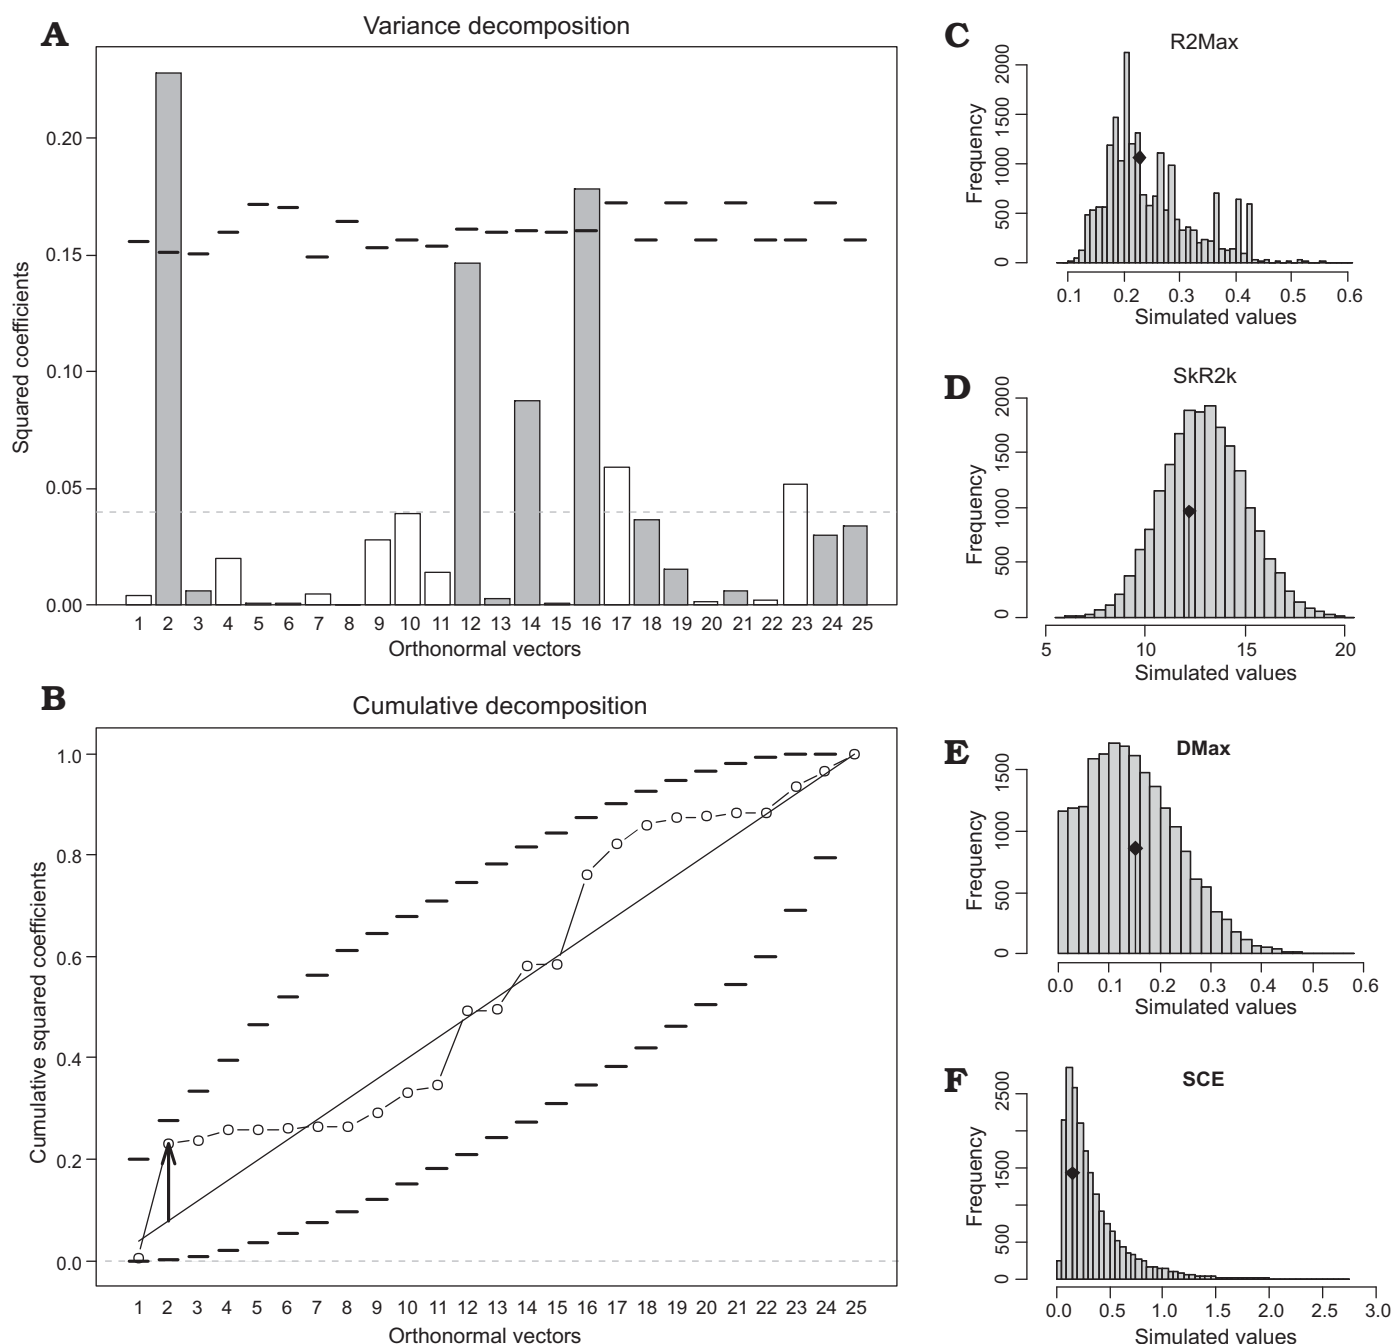 A
Variance decomposition
Squared coefficients
0.20
0.15
0.10
0.05
0.00
1 2 3 4 5 6 7 8 9 10 11 12 13 14 15 16 17 18 19 20 21 22 23 24 25
Orthonormal vectors
B
Cumulative decomposition
Cumulative squared coefficients
1.0
0.8
0.6
0.4
0.2
0.0
1 2 3 4 5 6 7 8 9 10 11 12 13 14 15 16 17 18 19 20 21 22 23 24 25
Orthonormal vectors
C
R2Max
Frequency
2000
1500
1000
500
0
0.1 0.2 0.3 0.4 0.5 0.6
Simulated values
D
SkR2k
Frequency
2000
1500
1000
500
0
5 10 15 20
Simulated values
E
DMax
Frequency
1500
1000
500
0
0.0 0.1 0.2 0.3 0.4 0.5 0.6
Simulated values
F
SCE
Frequency
2500
1500
500
0
0.0 0.5 1.0 1.5 2.0 2.5 3.0
Simulated values